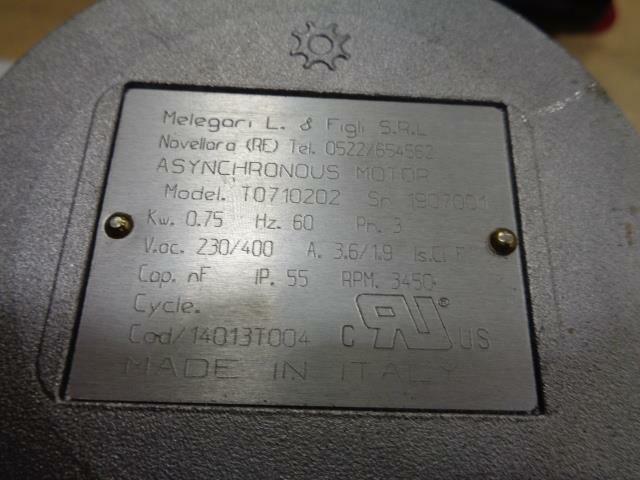 Melegari L. & Figli S.R.L
Novellara (RE) Tel. 0522/654562
ASYNCHRONOUS MOTOR
Model. T0710202 Sn. 1907001
Kw. 0.75 Hz. 60 Ph. 3
V.ac. 230/400 A. 3.6/1.9 Is.Cl F
Cap. nF IP. 55 RPM. 3450
Cycle.
Cod/14013T004 C RU® US
MADE IN ITALY